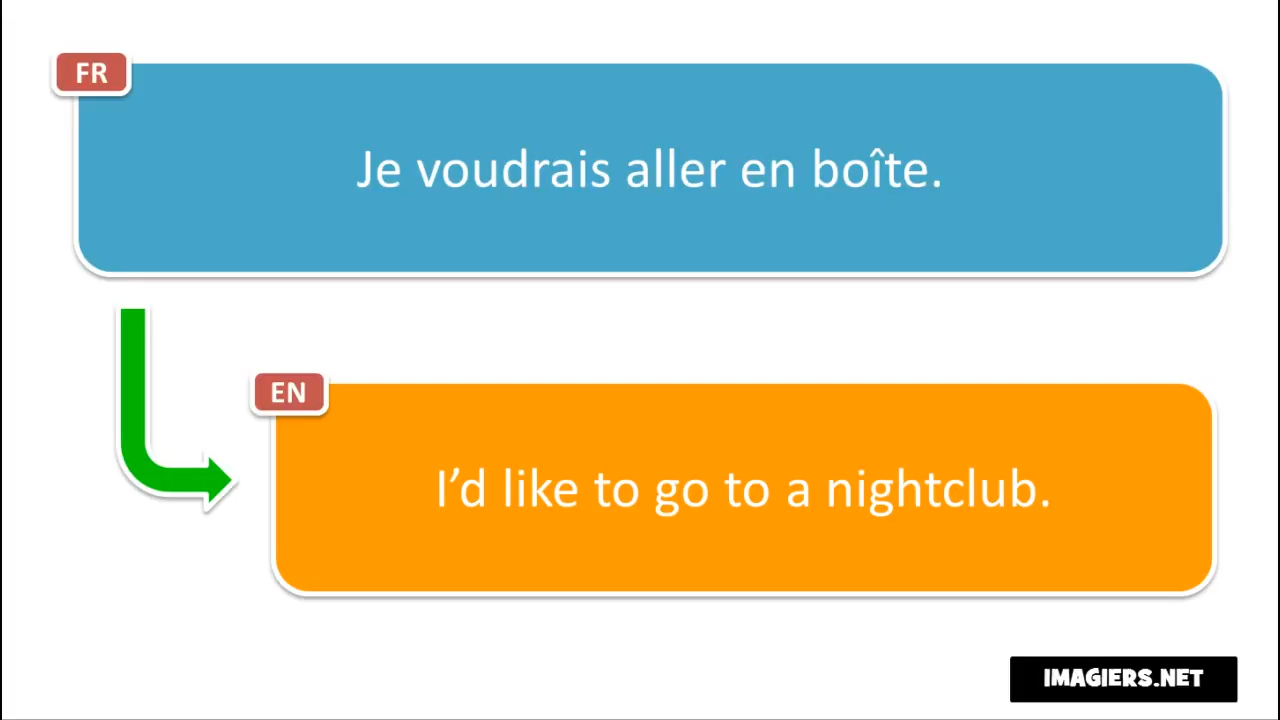 FR
Je voudrais aller en boîte.
EN
I’d like to go to a nightclub.
IMAGIERS.NET